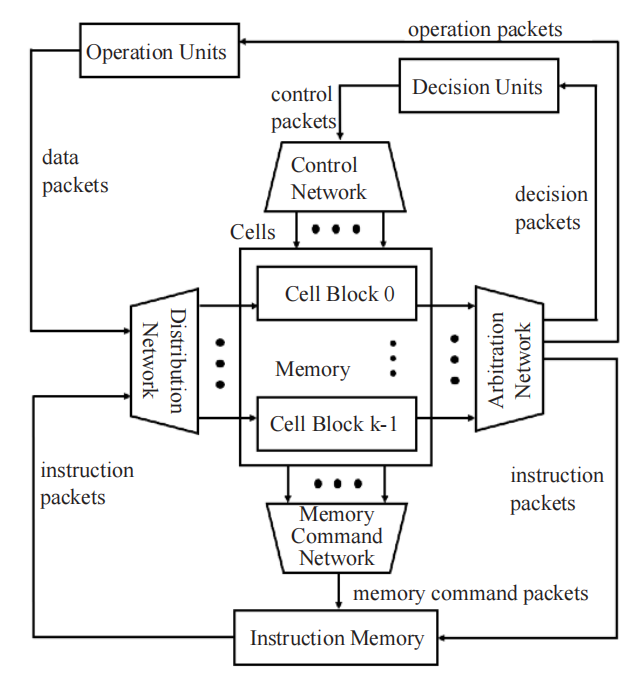 operation packets
Operation Units
Decision Units
control
packets
data
packets
Control
Network
decision
packets
Cells
Cell Block 0
Distribution
Network
Memory
Arbitration
Network
Cell Block k-1
instruction
packets
instruction
packets
Memory
Command
Network
memory command packets
Instruction Memory